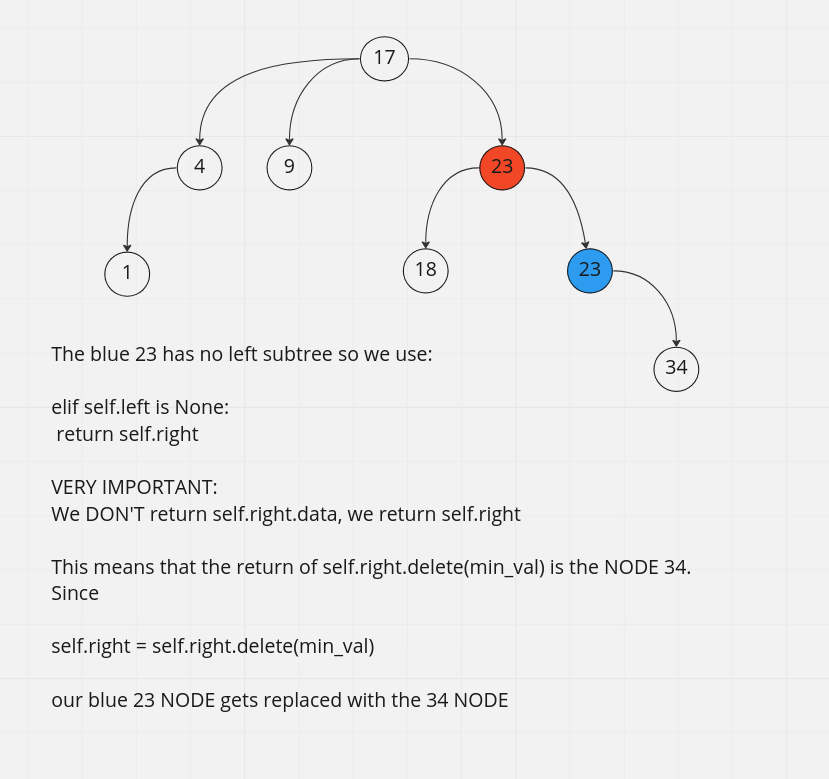 17
4
9
23
1
18
23
34
The blue 23 has no left subtree so we use:
elif self.left is None:
return self.right
VERY IMPORTANT:
We DON'T return self.right.data, we return self.right
This means that the return of self.right.delete(min_val) is the NODE 34.
Since
self.right = self.right.delete(min_val)
our blue 23 NODE gets replaced with the 34 NODE